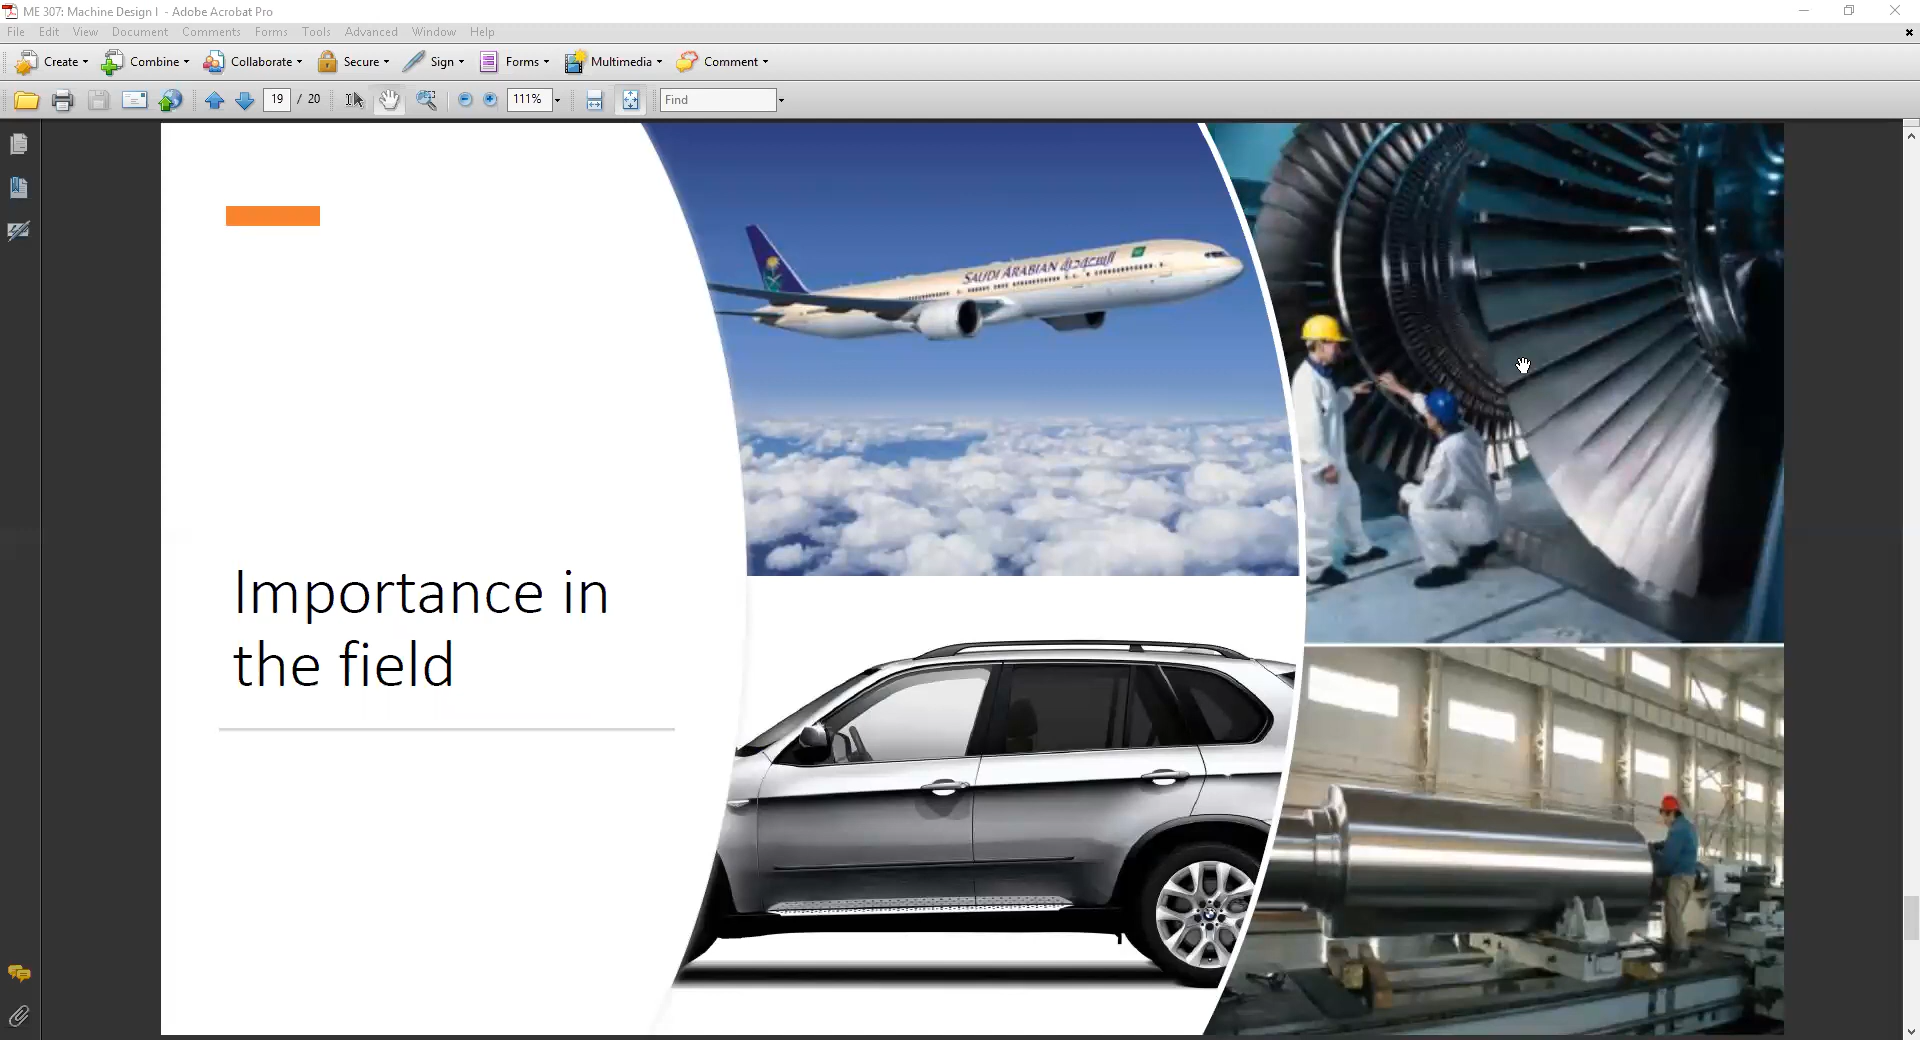 ME 307: Machine Design I - Adobe Acrobat Pro
File Edit View Document Comments Forms Tools Advanced Window Help
Create Combine Collaborate Secure Sign Forms Multimedia Comment
19 / 20 111% Find
SAUDI ARABIAN السعودية
Importance in
the field